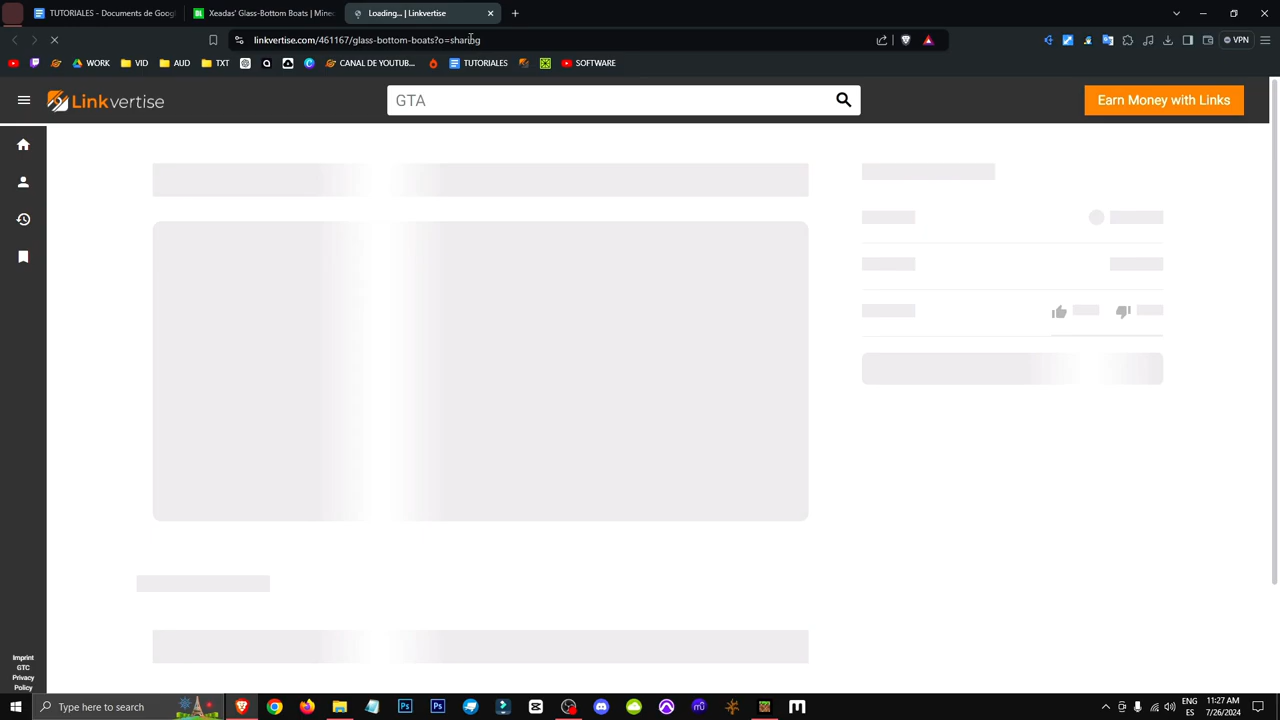 TUTORIALES - Documentos de Goog
Xeadas' Glass-Bottom Boats | Mine
Loading... | Linkvertise
linkvertise.com/461167/glass-bottom-boats?o=sharing
VPN
WORK
VID
AUD
TXT
CANAL DE YOUTUB...
TUTORIALES
SOFTWARE
Linkvertise
GTA
Earn Money with Links
Imprint
GTC
Privacy
Policy
Type here to search
ENG
ES
11:27 AM
7/26/2024